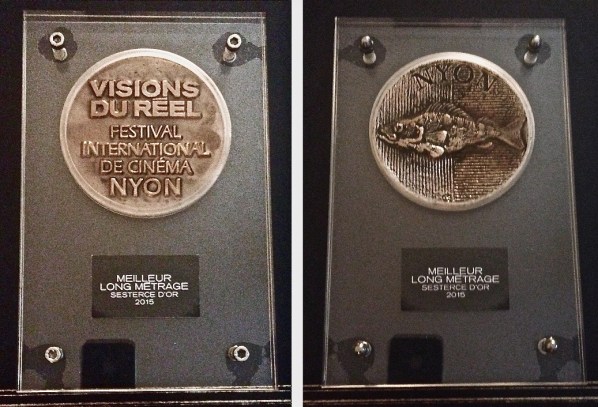 VISIONS
DU RÉEL
FESTIVAL
INTERNATIONAL
DE CINÉMA
NYON
MEILLEUR
LONG MÉTRAGE
SESTERCE D'OR
2015
NYON
MEILLEUR
LONG MÉTRAGE
SESTERCE D'OR
2015